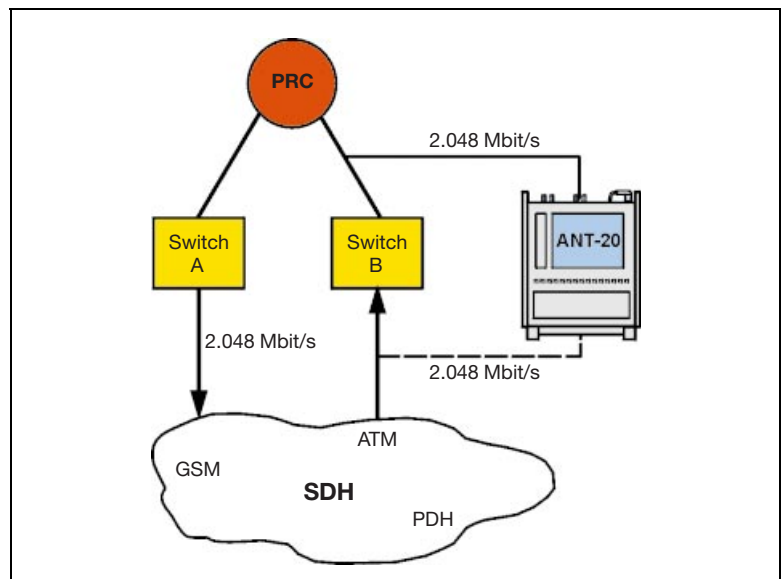 PRC
2.048 Mbit/s
Switch
A
Switch
B
ANT-20
2.048 Mbit/s
2.048 Mbit/s
ATM
GSM
SDH
PDH